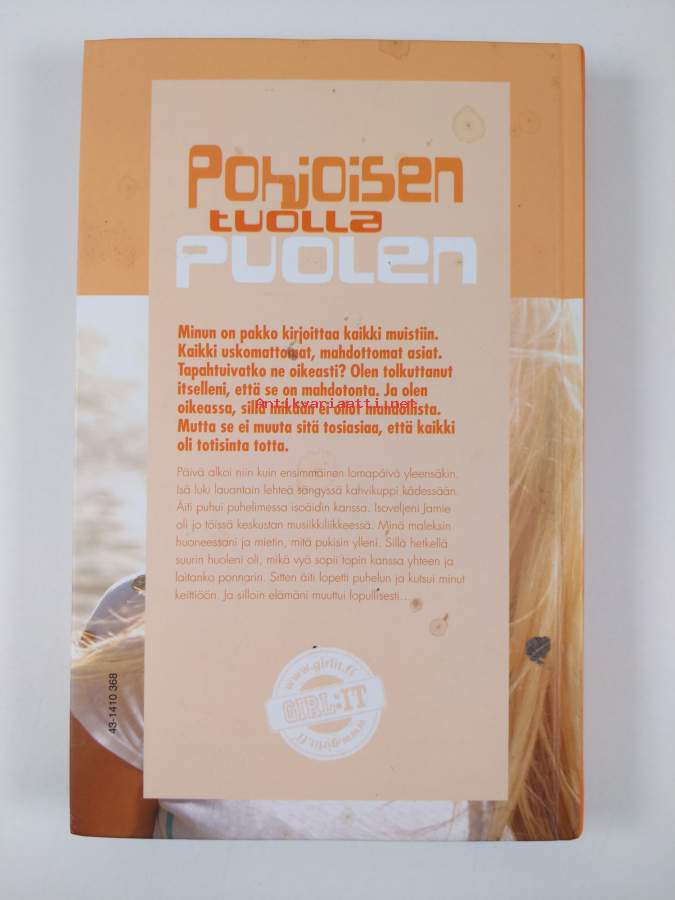 Pohjoisen
tuolla
puolen
Minun on pakko kirjoittaa kaikki muistiin.
Kaikki uskomattomat, mahdottomat asiat.
Tapahtuivatko ne oikeasti? Olen tolkuttanut
itselleni, että se on mahdotonta. Ja olen
Antikvariaatti.net
oikeassa, sillä mikään ei ollut mahdollista.
Mutta se ei muuta sitä tosiasiaa, että kaikki
oli totisinta totta.
Päivä alkoi niin kuin ensimmäinen lomapäivä yleensäkin.
Isä luki lauantain lehteä sängyssä kahvikuppi kädessään.
Äiti puhui puhelimessa isoäidin kanssa. Isoveljeni Jamie
oli jo töissä keskustan musiikkiliikkeessä. Minä maleksin
huoneessani ja mietin, mitä pukisin ylleni. Sillä hetkellä
suurin huoleni oli, mikä vyö sopii topin kanssa yhteen ja
laitanko ponnarin. Sitten äiti lopetti puhelun ja kutsui minut
keittiöön. Ja silloin elämäni muuttui lopullisesti...
www.girlit.fi
GIRL:IT
www.girlit.fi
43-1410 368